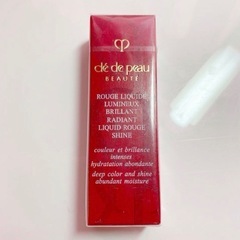 clé de peau
BEAUTÉ
ROUGE LIQUIDE
LUMINEUX
BRILLANT
RADIANT
LIQUID ROUGE
SHINE
couleur et brillance
intenses
hydratation abondante
deep color and shine
abundant moisture